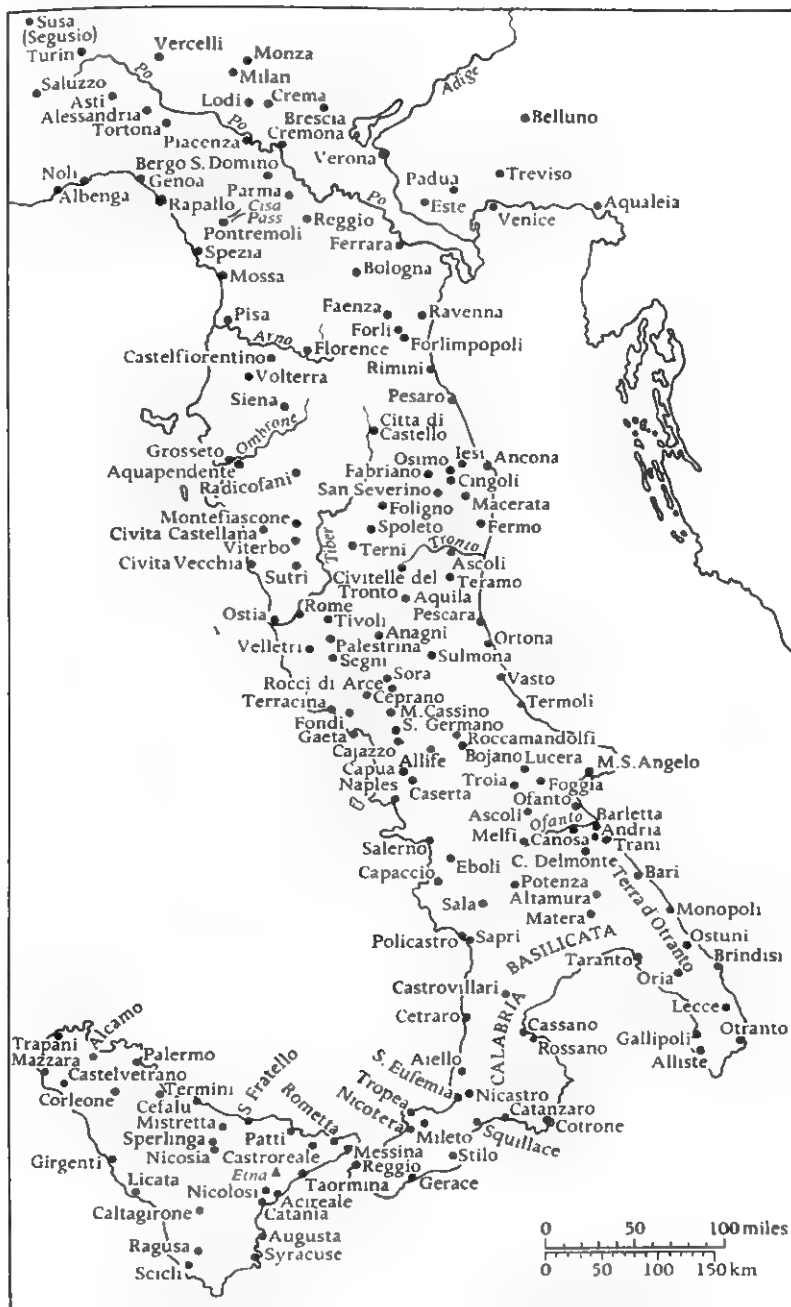 Susa
(Segusio)
Turin
Vercelli
Monza
Milan
Po
Adige
Saluzzo
Asti
Alessandria
Tortona
Lodi
Crema
Brescia
Belluno
Po
Piacenza
Cremona
Verona
Noli
Albenga
Bergo S. Domino
Genoa
Rapallo
Parma
Cisa
Pass
Pontremoli
Reggio
Po
Padua
Este
Treviso
Venice
Aqualeia
Spezia
Ferrara
Mossa
Bologna
Pisa
Faenza
Ravenna
Forli
Forlimpopoli
Arno
Florence
Castelfiorentino
Volterra
Rimini
Siena
Pesaro
Citta di
Castello
Ombrone
Grosseto
Aquapendente
Radicofani
Osimo
Iesi
Ancona
Fabriano
Cingoli
San Severino
Macerata
Foligno
Montefiascone
Civita Castellana
Spoleto
Fermo
Viterbo
Tiber
Terni
Tronto
Civita Vecchia
Sutri
Civitelle del
Tronto
Ascoli
Teramo
Aquila
Ostia
Rome
Tivoli
Pescara
Velletri
Anagni
Palestrina
Segni
Ortona
Sulmona
Sora
Vasto
Rocci di Arce
Ceprano
Terracina
Termoli
Fondi
M. Cassino
Gaeta
S. Germano
Roccamandolfi
Caiazzo
Bojano
Lucera
M.S. Angelo
Allife
Capua
Troia
Foggia
Naples
Caserta
Ofanto
Ascoli
Ofanto
Barletta
Andria
Melfi
Canosa
Trani
Salerno
C. Delmonte
Eboli
Capaccio
Potenza
Bari
Altamura
Sala
Matera
Terra d'Otranto
Monopoli
Policastro
Sapri
BASILICATA
Ostuni
Taranto
Brindisi
Oria
Castrovillari
CALABRIA
Lecce
Cetraro
Cassano
Rossano
Gallipoli
Otranto
Alliste
Trapani
Alcamo
Mazzara
Palermo
Aiello
Castelvetrano
S. Eufemia
Corleone
Termini
S. Fratello
Nicastro
Cefalu
Tropea
Catanzaro
Rometta
Nicotera
Mistretta
Cotrone
Sperlinga
Patti
Mileto
Squillace
Nicosia
Castroreale
Messina
Stilo
Girgenti
Etna
Reggio
Taormina
Gerace
Licata
Nicolosi
Acireale
Caltagirone
Catania
Augusta
Ragusa
Syracuse
Scicli
0 50 100 miles
0 50 100 150 km